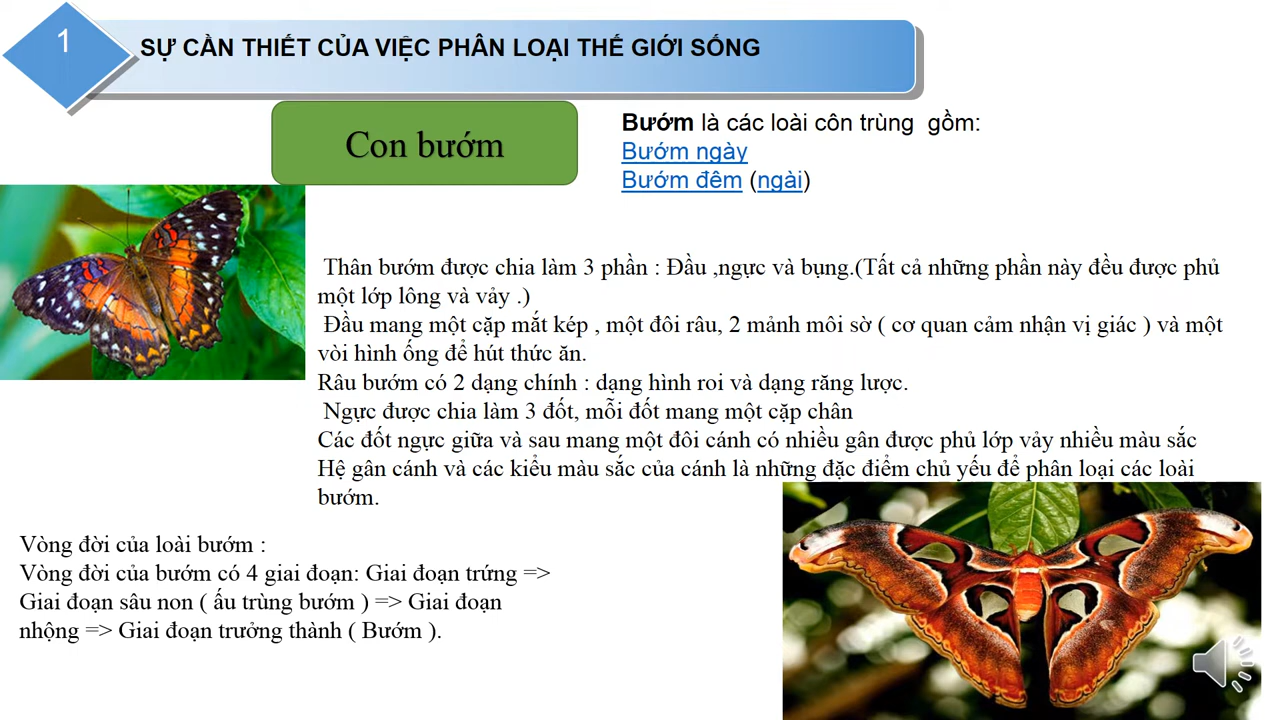 1
SỰ CẦN THIẾT CỦA VIỆC PHÂN LOẠI THẾ GIỚI SỐNG
Con bướm
Bướm là các loài côn trùng gồm:
Bướm ngày
Bướm đêm (ngài)
Thân bướm được chia làm 3 phần : Đầu ,ngực và bụng.(Tất cả những phần này đều được phủ
một lớp lông và vảy .)
Đầu mang một cặp mắt kép , một đôi râu, 2 mảnh môi sờ ( cơ quan cảm nhận vị giác ) và một
vòi hình ống để hút thức ăn.
Râu bướm có 2 dạng chính : dạng hình roi và dạng răng lược.
Ngực được chia làm 3 đốt, mỗi đốt mang một cặp chân
Các đốt ngực giữa và sau mang một đôi cánh có nhiều gân được phủ lớp vảy nhiều màu sắc
Hệ gân cánh và các kiểu màu sắc của cánh là những đặc điểm chủ yếu để phân loại các loài
bướm.
Vòng đời của loài bướm :
Vòng đời của bướm có 4 giai đoạn: Giai đoạn trứng =>
Giai đoạn sâu non ( ấu trùng bướm ) => Giai đoạn
nhộng => Giai đoạn trưởng thành ( Bướm ).